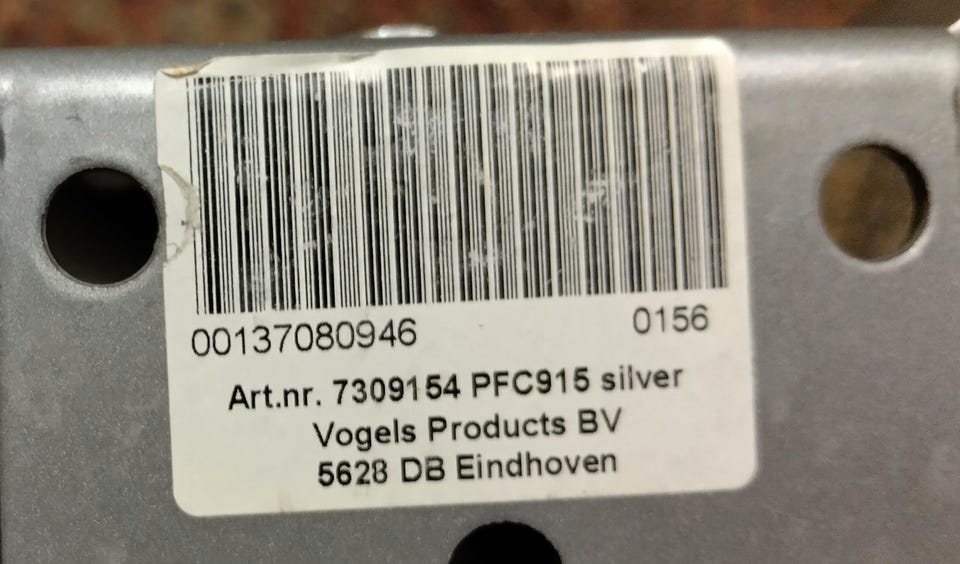 00137080946 0156
Art.nr. 7309154 PFC915 silver
Vogels Products BV
5628 DB Eindhoven